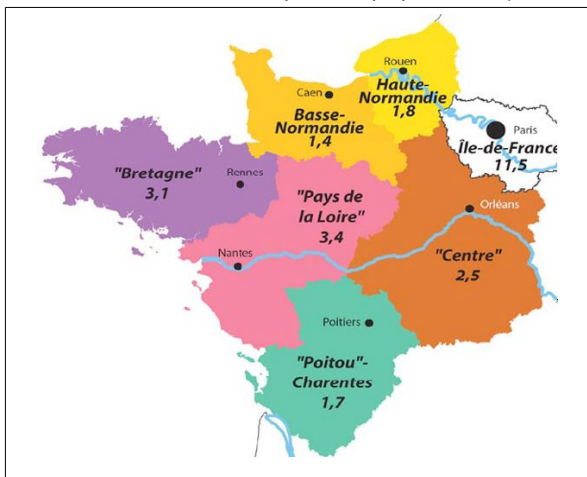 Rouen
Haute-
Normandie
1,8
Caen
Basse-
Normandie
1,4
Paris
Île-de-France
11,5
"Bretagne"
3,1
Rennes
"Pays
de la Loire"
3,4
Orléans
Nantes
"Centre"
2,5
Poitiers
"Poitou"-
Charentes
1,7